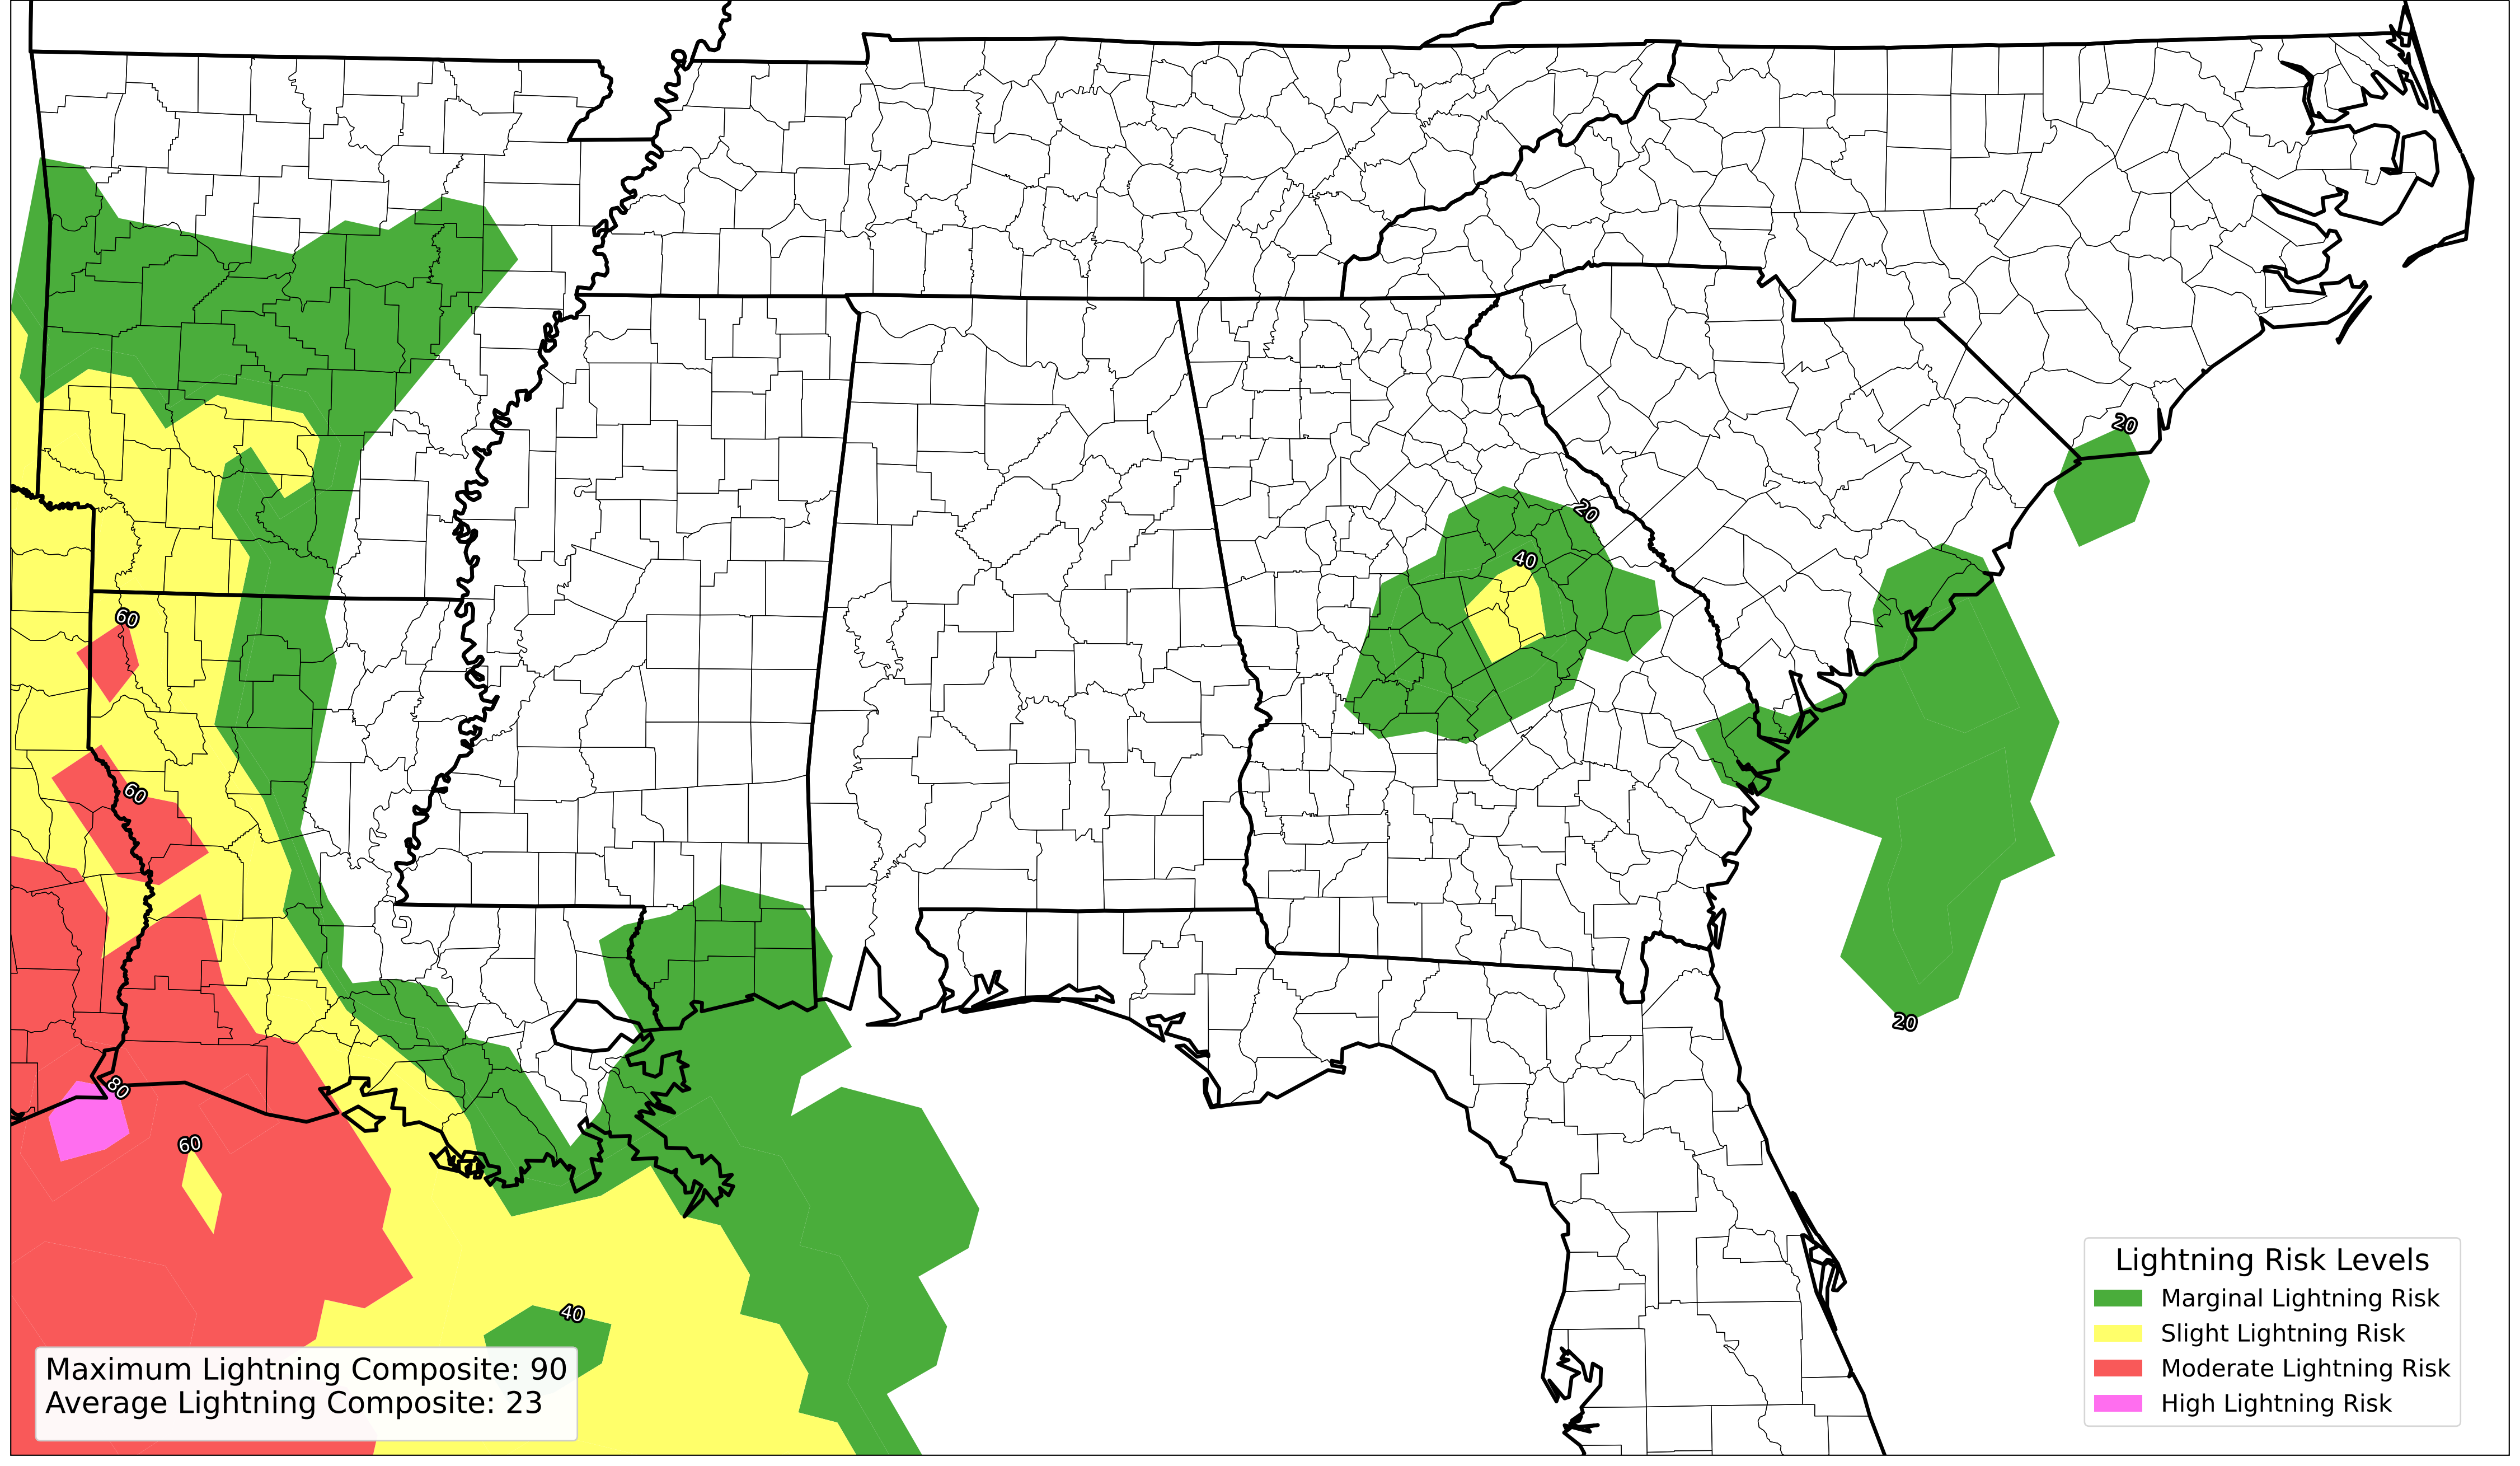 20
20
40
60
60
20
80
60
40
Lightning Risk Levels
Marginal Lightning Risk
Slight Lightning Risk
Moderate Lightning Risk
High Lightning Risk
Maximum Lightning Composite: 90
Average Lightning Composite: 23